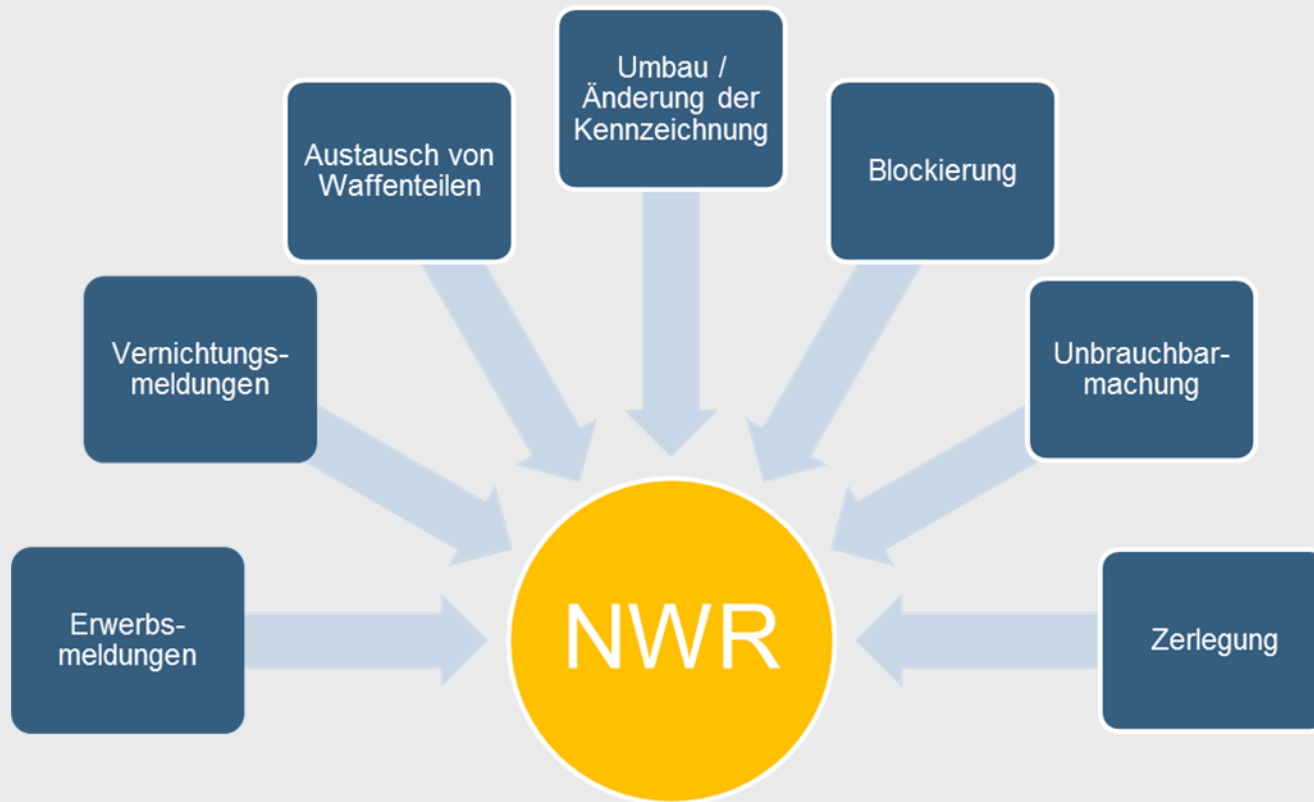 Umbau /
Änderung der
Kennzeichnung
Austausch von
Waffenteilen
Blockierung
Vernichtungs-
meldungen
Unbrauchbar-
machung
Erwerbs-
meldungen
NWR
Zerlegung